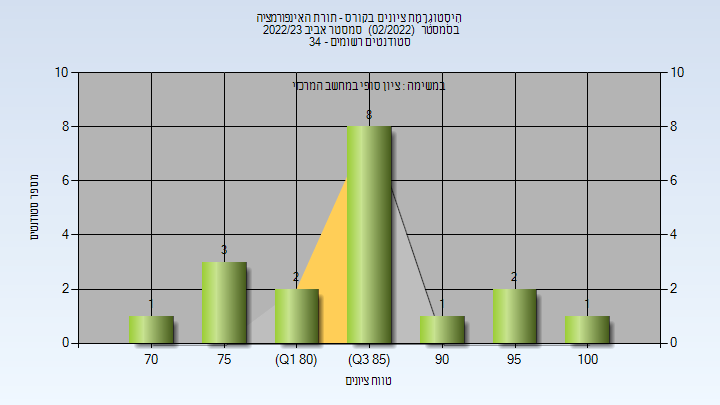 היסטוגרמת ציונים בקורס - תורת האינפורמציה
בסמסטר (02/2022) סמסטר אביב 2022/23
סטודנטים רשומים - 34
במשימה : ציון סופי במחשב המרכזי
מספר סטודנטים
10 10
8 8
6 6
4 4
2 2
0 0
1 3 2 8 1 2 1
70 75 (Q1 80) (Q3 85) 90 95 100
טווח ציונים